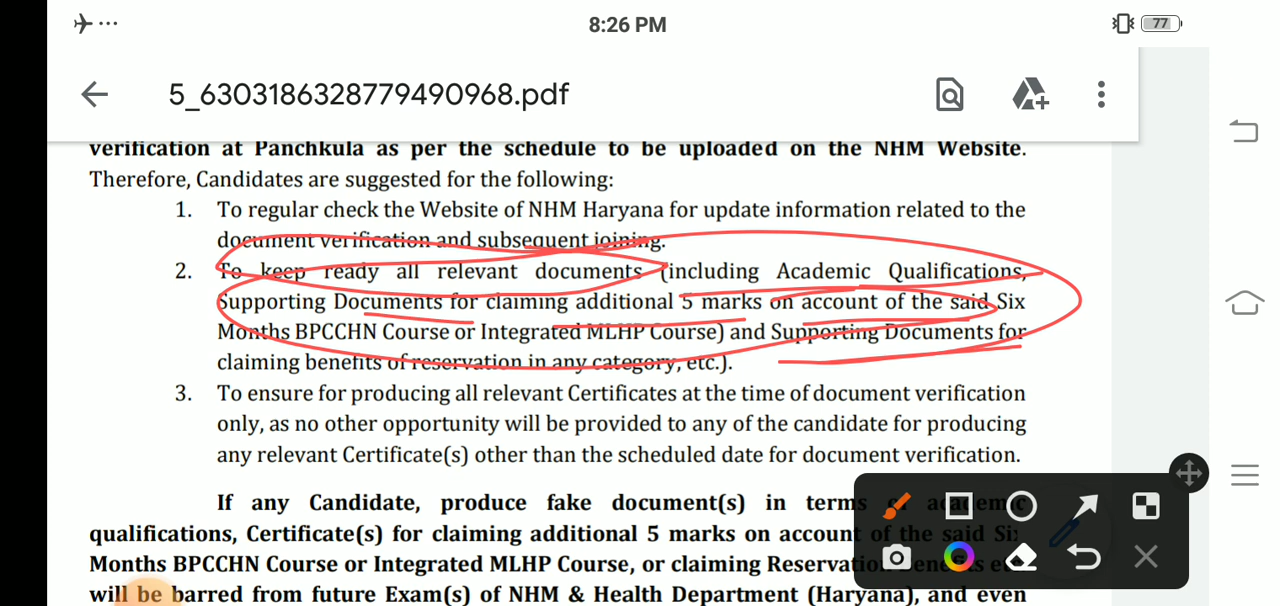 8:26 PM
77
5_6303186328779490968.pdf
verification at Panchkula as per the schedule to be uploaded on the NHM Website.
Therefore, Candidates are suggested for the following:
1. To regular check the Website of NHM Haryana for update information related to the
document verification and subsequent joining.
2. To keep ready all relevant documents (including Academic Qualifications,
Supporting Documents for claiming additional 5 marks on account of the said Six
Months BPCCHN Course or Integrated MLHP Course) and Supporting Documents for
claiming benefits of reservation in any category, etc.).
3. To ensure for producing all relevant Certificates at the time of document verification
only, as no other opportunity will be provided to any of the candidate for producing
any relevant Certificate(s) other than the scheduled date for document verification.
If any Candidate, produce fake document(s) in terms of academic
qualifications, Certificate(s) for claiming additional 5 marks on account of the said Six
Months BPCCHN Course or Integrated MLHP Course, or claiming Reservation
will be barred from future Exam(s) of NHM & Health Department (Haryana), and even